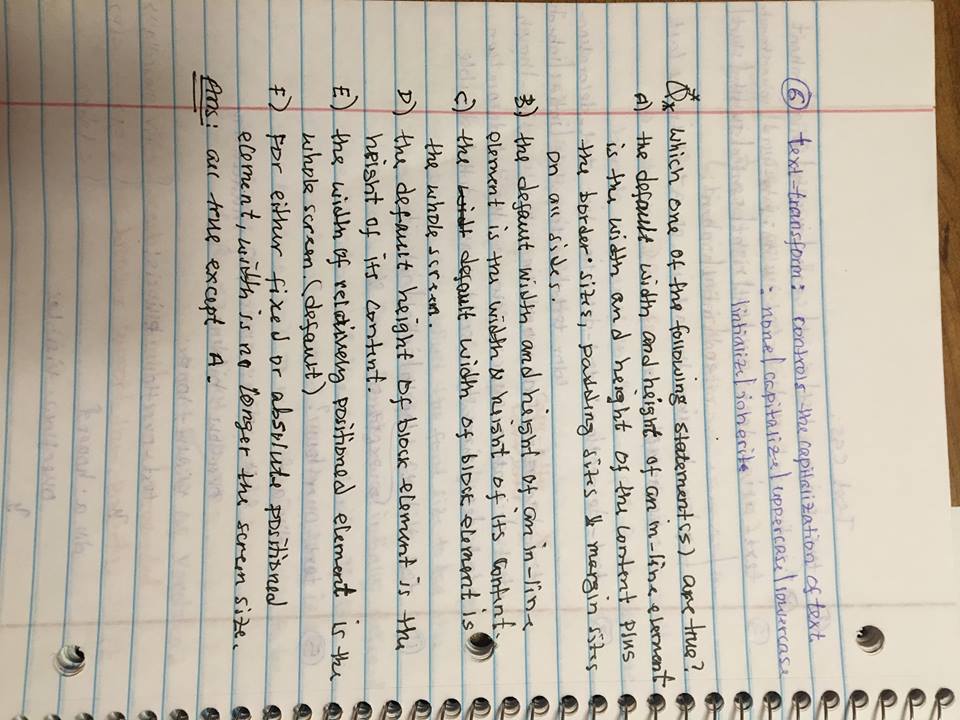 ⑥ text-transform: controls the capitalization of text
: none/capitalize/uppercase/lowercase
/intialize/inherite
Q* which one of the following statement(s) are true?
A) the default width and height of an in-line element
is the width and height of the content plus
the border sizes, padding sizes & margin sizes
on all sides.
B) the default width and height of an in-line
element is the width & height of its content.
C) the default width of block element is
the whole screen.
D) the default height of block element is the
height of its content.
E) the width of relatively positioned element is the
whole screen (default)
F) For either fixed or absolute positioned
element, width is no longer the screen size.
Ans: all true except A.